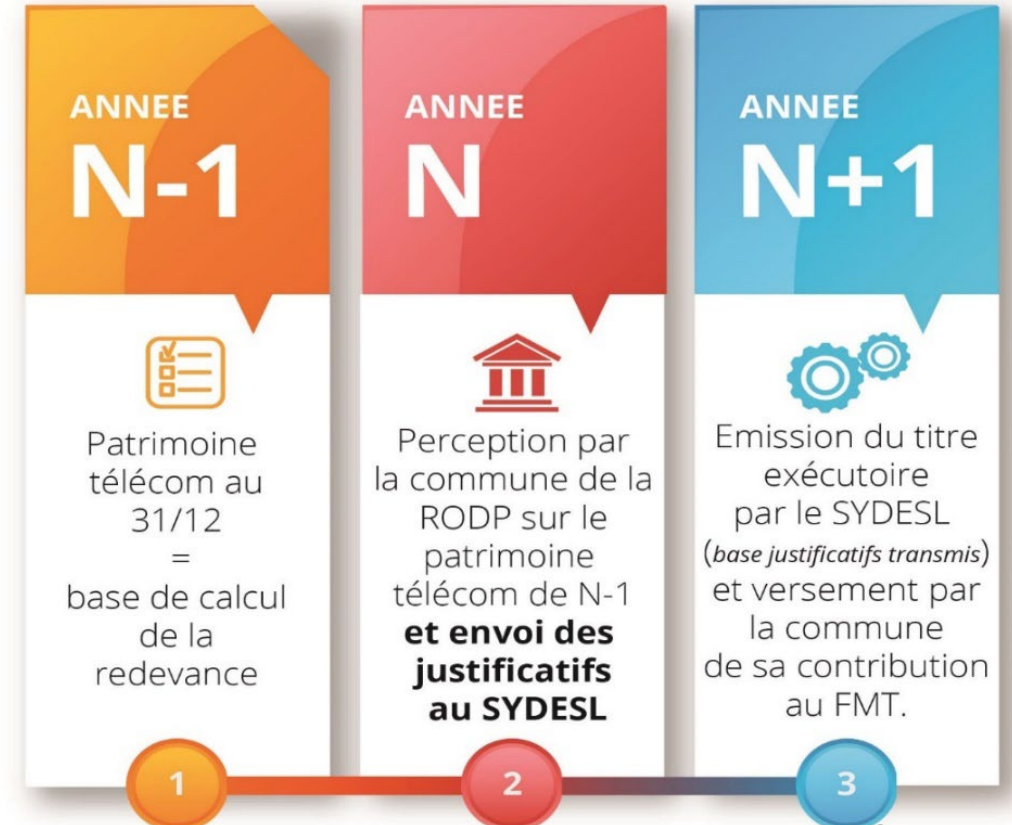 ANNEE
N-1
Patrimoine
télécom au
31/12
=
base de calcul
de la
redevance
1
ANNEE
N
Perception par
la commune de la
RODP sur le
patrimoine
télécom de N-1
et envoi des
justificatifs
au SYDESL
2
ANNEE
N+1
Emission du titre
exécutoire
par le SYDESL
(base justificatifs transmis)
et versement par
la commune
de sa contribution
au FMT.
3